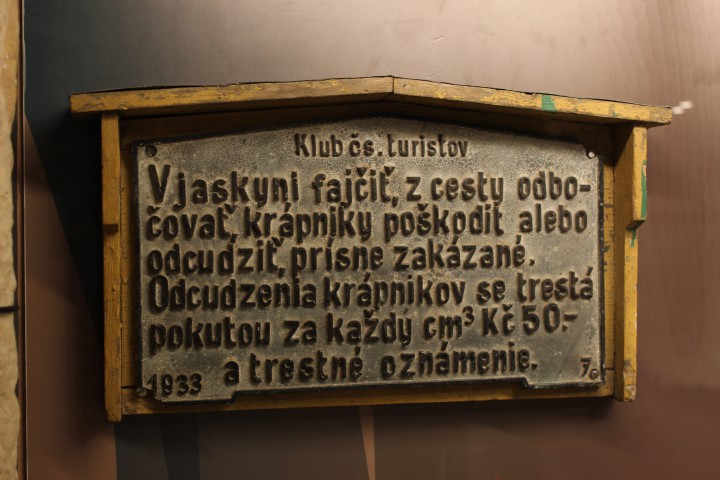 Klub čs. turistov
V jaskyni fajčiť, z cesty odbo-
čovať, krápniky poškodit alebo
odcudziť, prísne zakázané.
Odcudzenia krápnikov se trestá
pokutou za každý cm³ Kč 50.-
a trestné oznámenie.
1933 7.